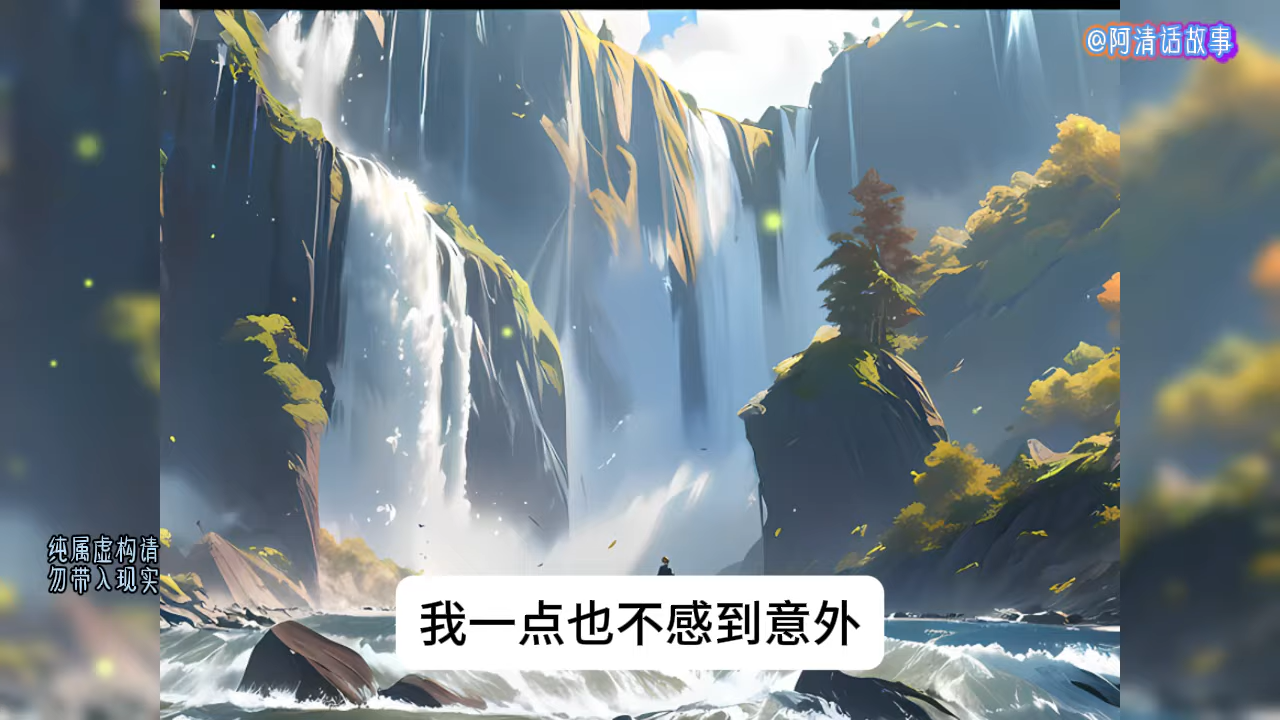 @阿清话故事
纯属虚构请
勿带入现实
我一点也不感到意外